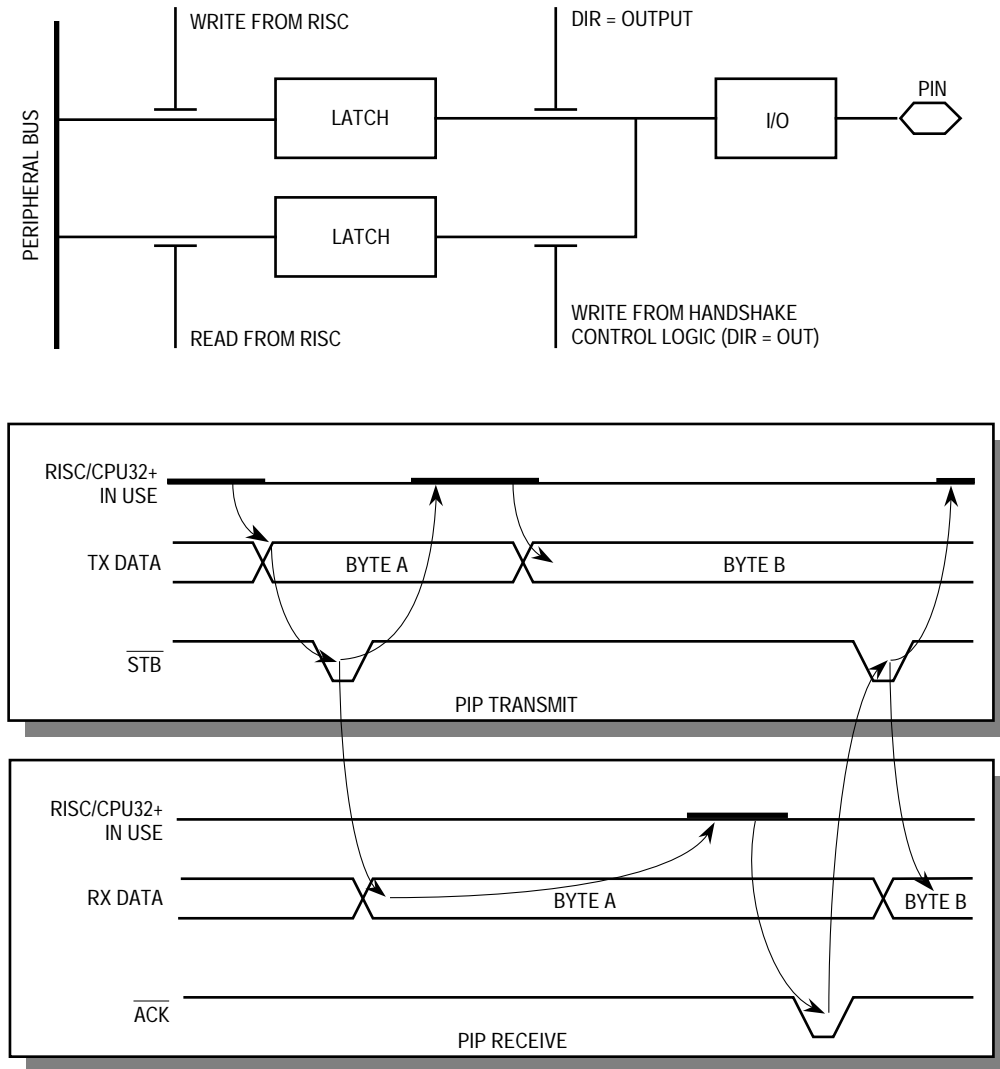 WRITE FROM RISC
DIR = OUTPUT
PERIPHERAL BUS
LATCH
I/O
PIN
LATCH
READ FROM RISC
WRITE FROM HANDSHAKE
CONTROL LOGIC (DIR = OUT)
RISC/CPU32+
IN USE
TX DATA
BYTE A
BYTE B
STB
PIP TRANSMIT
RISC/CPU32+
IN USE
RX DATA
BYTE A
BYTE B
ACK
PIP RECEIVE